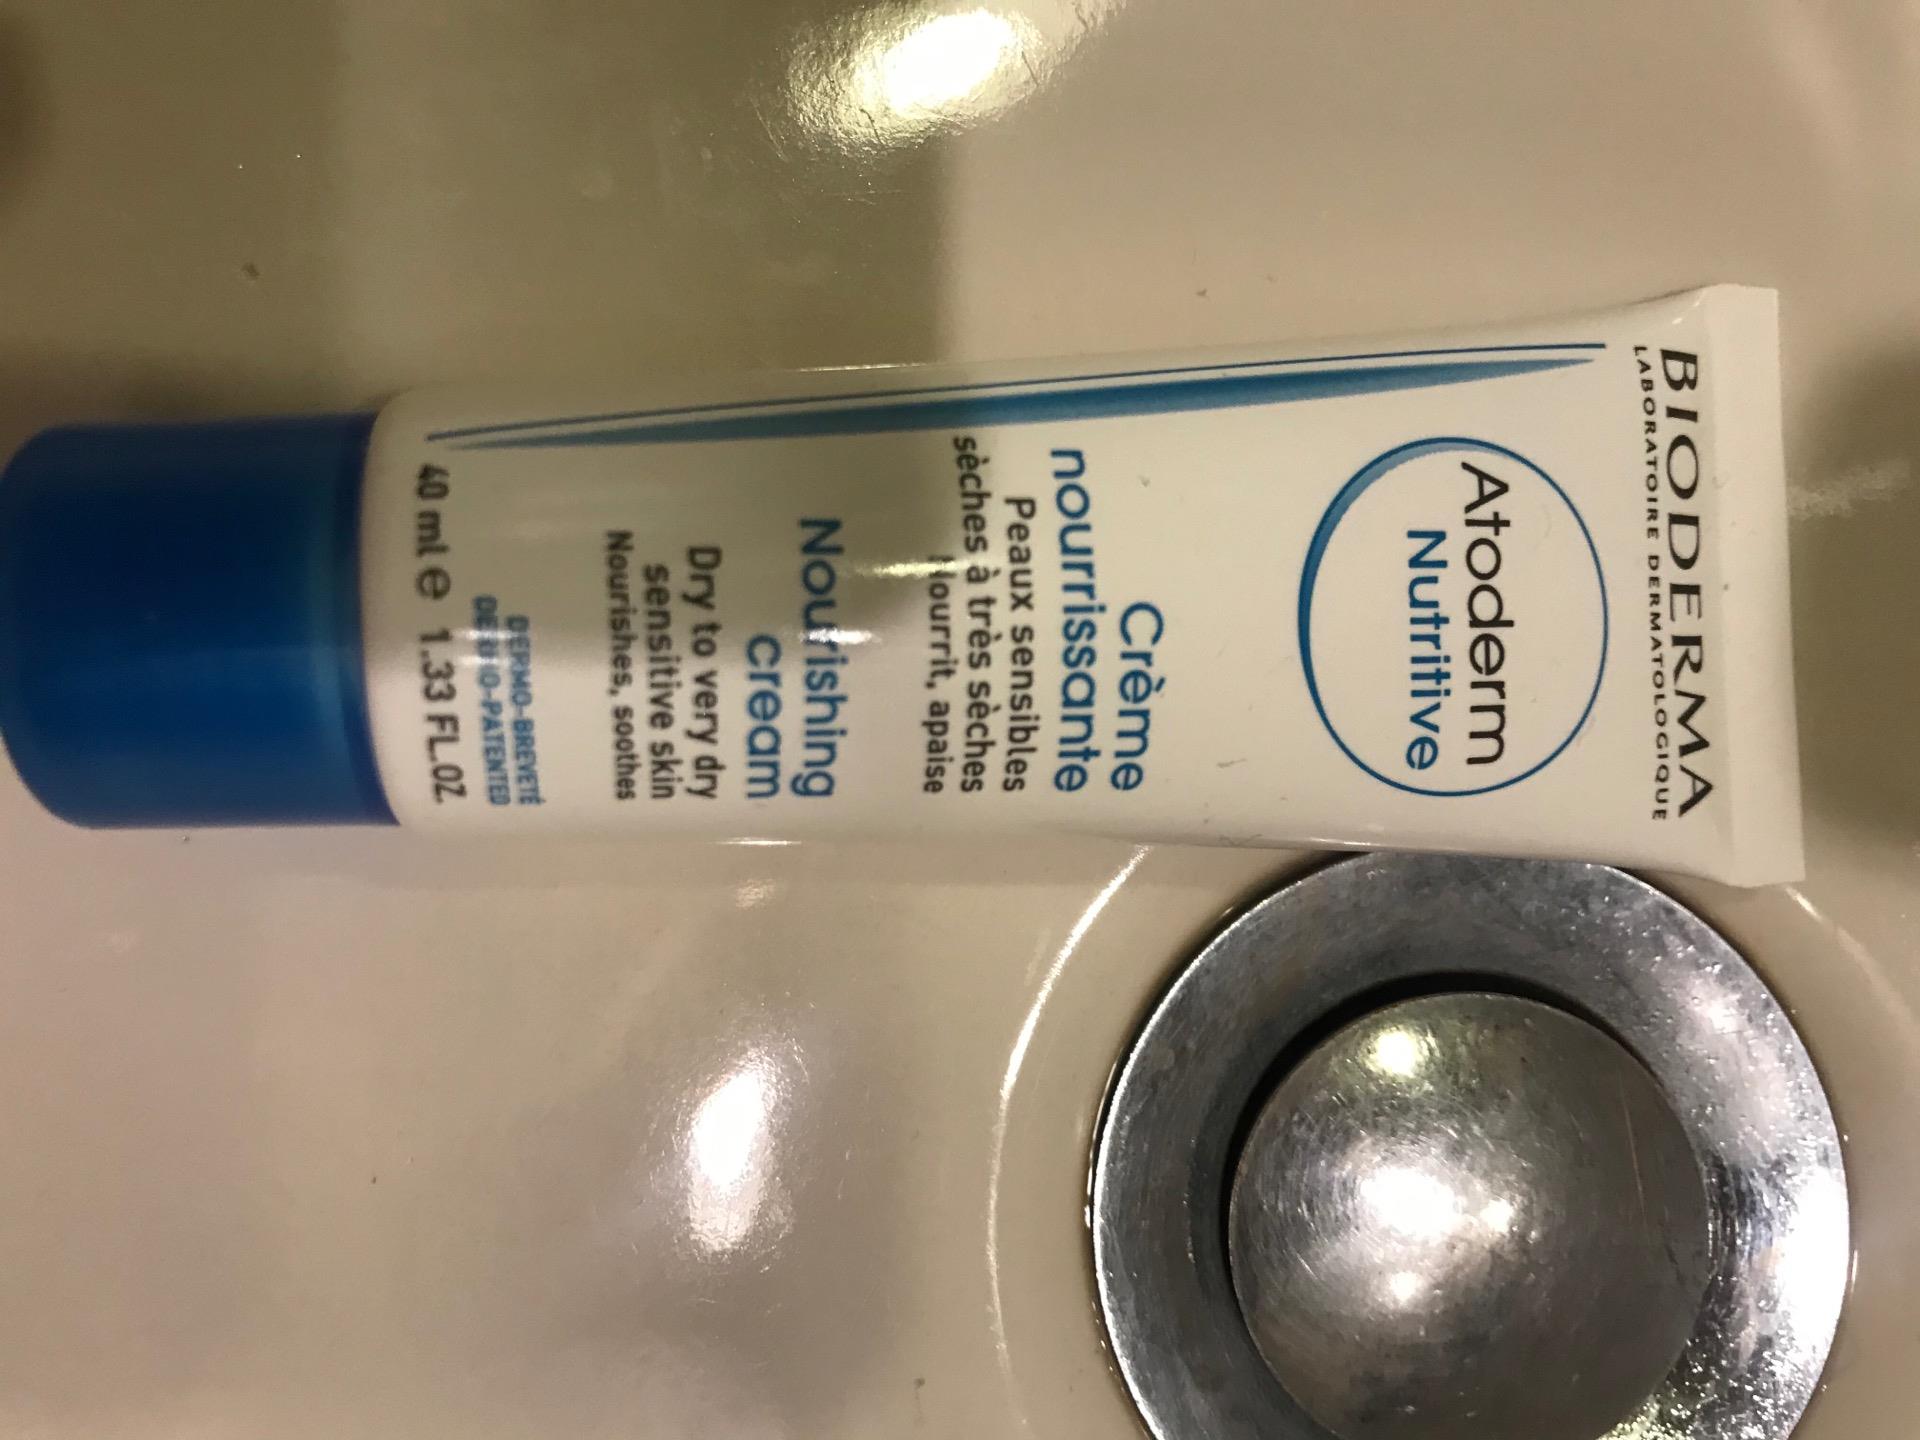 BIODERMA
LABORATOIRE DERMATOLOGIQUE
Atoderm
Nutritive
Crème
nourrissante
Peaux sensibles
sèches à très sèches
Nourrit, apaise
Nourishing
cream
Dry to very dry
sensitive skin
Nourishes, soothes
DERMO-BREVETÉ
DERMO-PATENTED
40 ml e 1.33 FL.OZ.